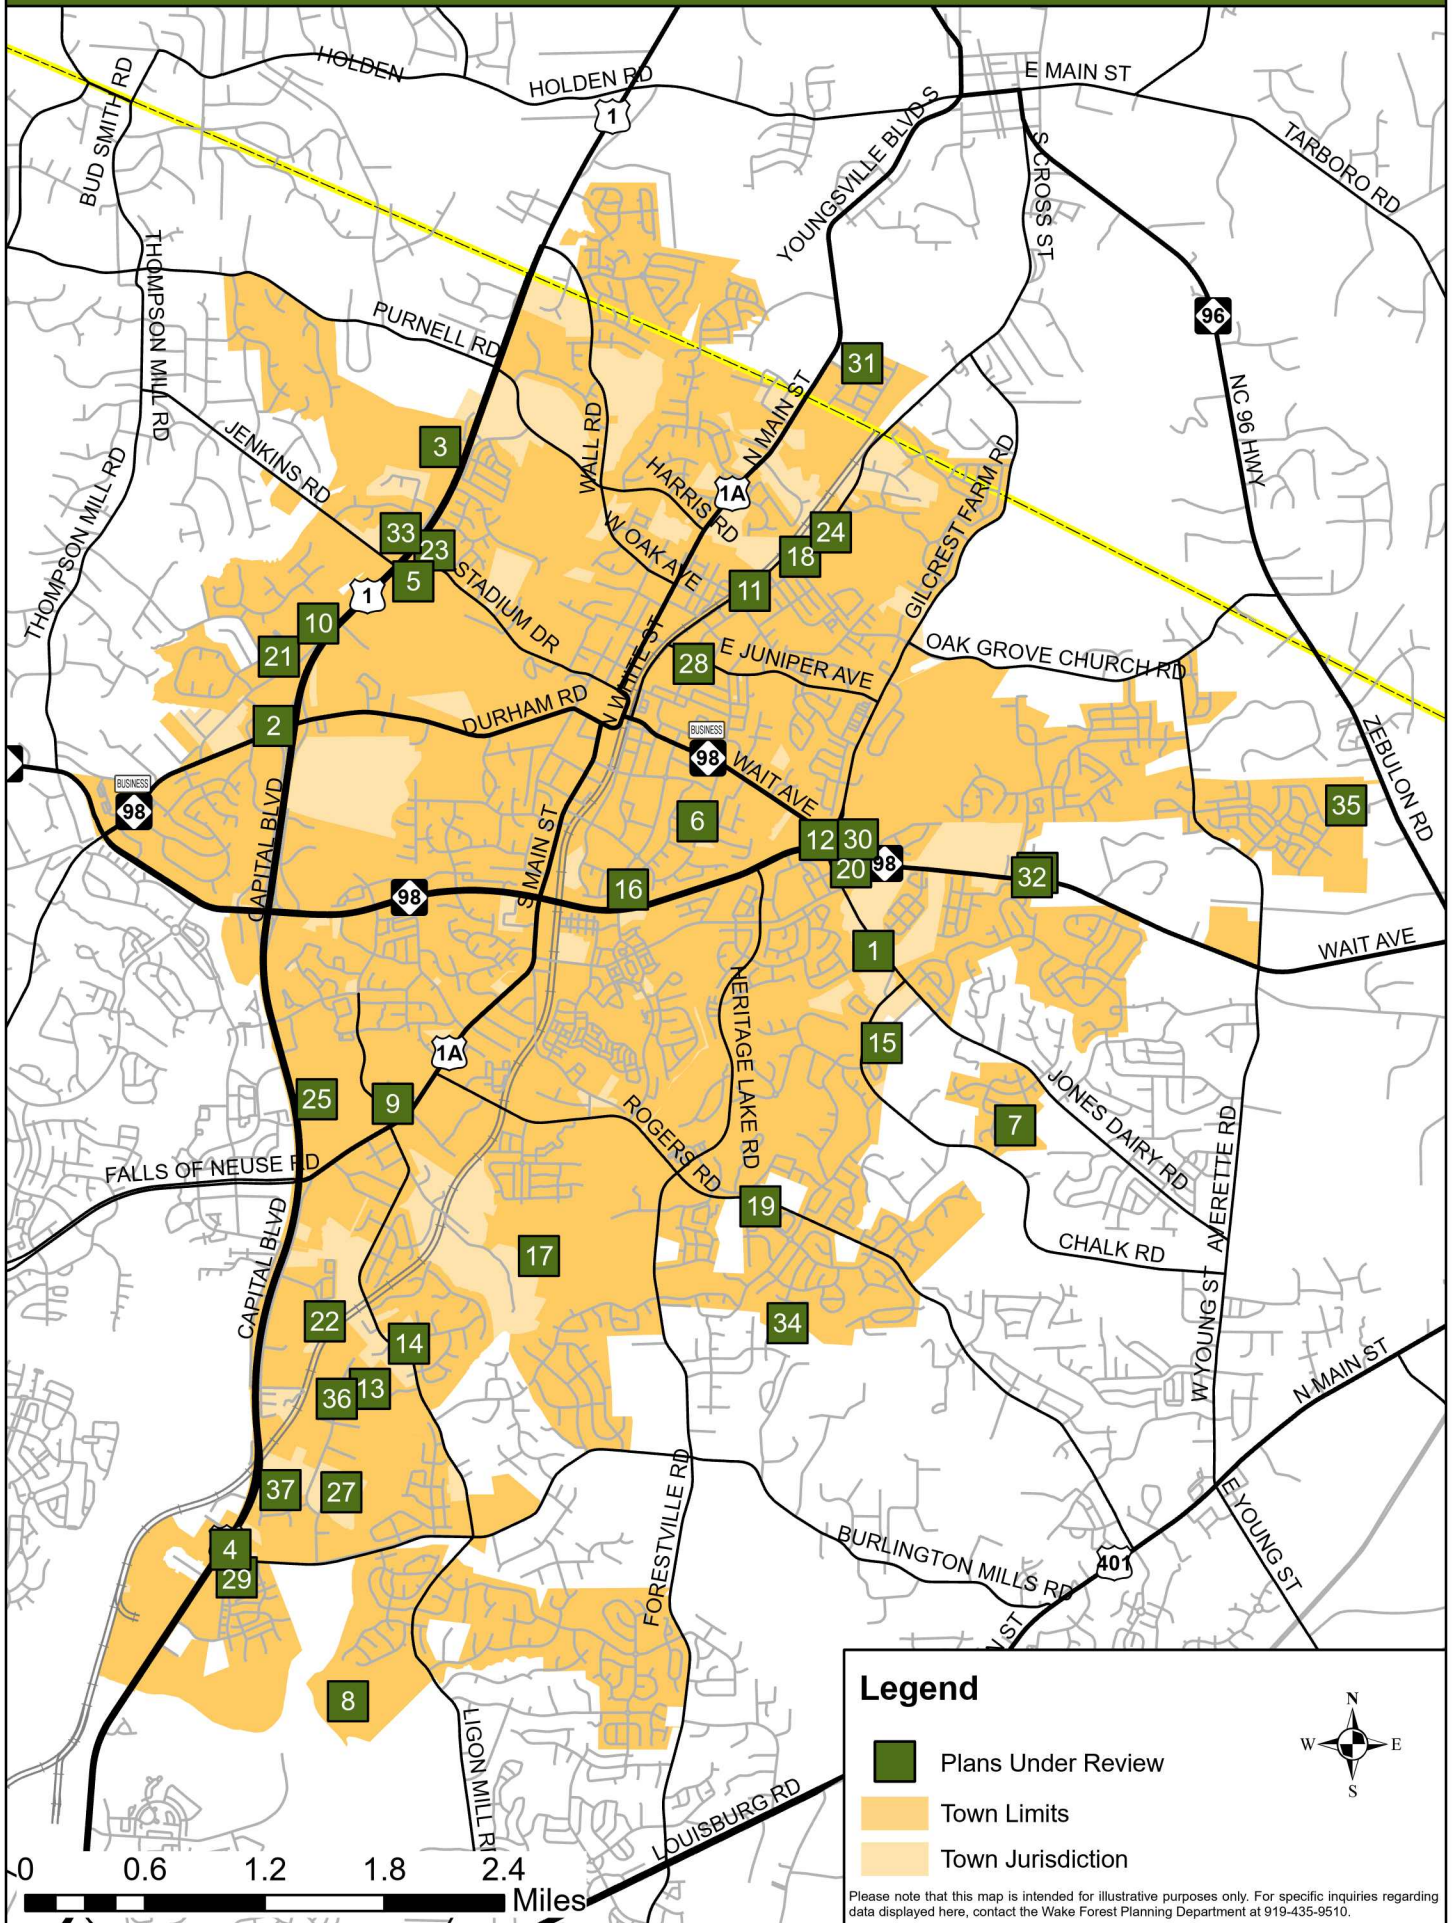 HOLDEN
HOLDEN RD
E MAIN ST
1
BUD SMITH RD
YOUNGSVILLE BLVD S
S CROSS ST
TARBORO RD
THOMPSON MILL RD
PURNELL RD
96
31
N MAIN ST
NC 96 HWY
3
WALL RD
JENKINS RD
HARRIS RD
1A
GILCREST FARM RD
THOMPSON MILL RD
33
23
W OAK AVE
24
18
5
1
STADIUM DR
11
10
21
N WHITE ST
28
E JUNIPER AVE
OAK GROVE CHURCH RD
2
DURHAM RD
BUSINESS
98
WAIT AVE
ZEBULON RD
BUSINESS
98
CAPITAL BLVD
S MAIN ST
6
35
12
30
20
98
32
16
98
1
WAIT AVE
HERITAGE LAKE RD
15
1A
JONES DAIRY RD
25
9
ROGERS RD
7
FALLS OF NEUSE RD
AVERETTE RD
19
CAPITAL BLVD
17
CHALK RD
22
14
34
W YOUNG ST
N MAIN ST
36
13
37
27
FORESTVILLE RD
E YOUNG ST
4
29
BURLINGTON MILLS RD
401
N ST
8
LIGON MILL RD
LOUISBURG RD
Legend
Plans Under Review
Town Limits
Town Jurisdiction
N
W
E
S
Please note that this map is intended for illustrative purposes only. For specific inquiries regarding
data displayed here, contact the Wake Forest Planning Department at 919-435-9510.
0 0.6 1.2 1.8 2.4
Miles